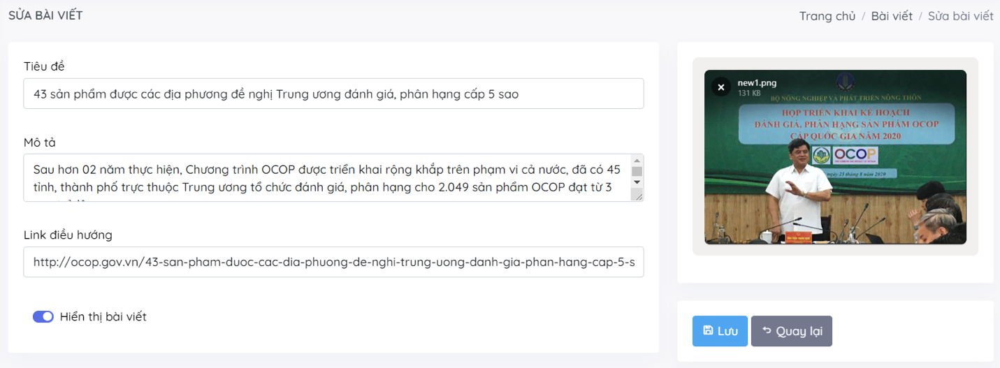 SỬA BÀI VIẾT
Trang chủ / Bài viết / Sửa bài viết
Tiêu đề
43 sản phẩm được các địa phương đề nghị Trung ương đánh giá, phân hạng cấp 5 sao
Mô tả
Sau hơn 02 năm thực hiện, Chương trình OCOP được triển khai rộng khắp trên phạm vi cả nước, đã có 45
tỉnh, thành phố trực thuộc Trung ương tổ chức đánh giá, phân hạng cho 2.049 sản phẩm OCOP đạt từ 3
Link điều hướng
http://ocop.gov.vn/43-san-pham-duoc-cac-dia-phuong-de-nghi-trung-uong-danh-gia-phan-hang-cap-5-s
Hiển thị bài viết
new1.png
131 KB
BỘ NÔNG NGHIỆP VÀ PHÁT TRIỂN NÔNG THÔN
HỌP TRIỂN KHAI KẾ HOẠCH
ĐÁNH GIÁ, PHÂN HẠNG SẢN PHẨM OCOP
CẤP QUỐC GIA NĂM 2020
OCOP
ngày 25 tháng 8 năm 2020
Lưu
Quay lại